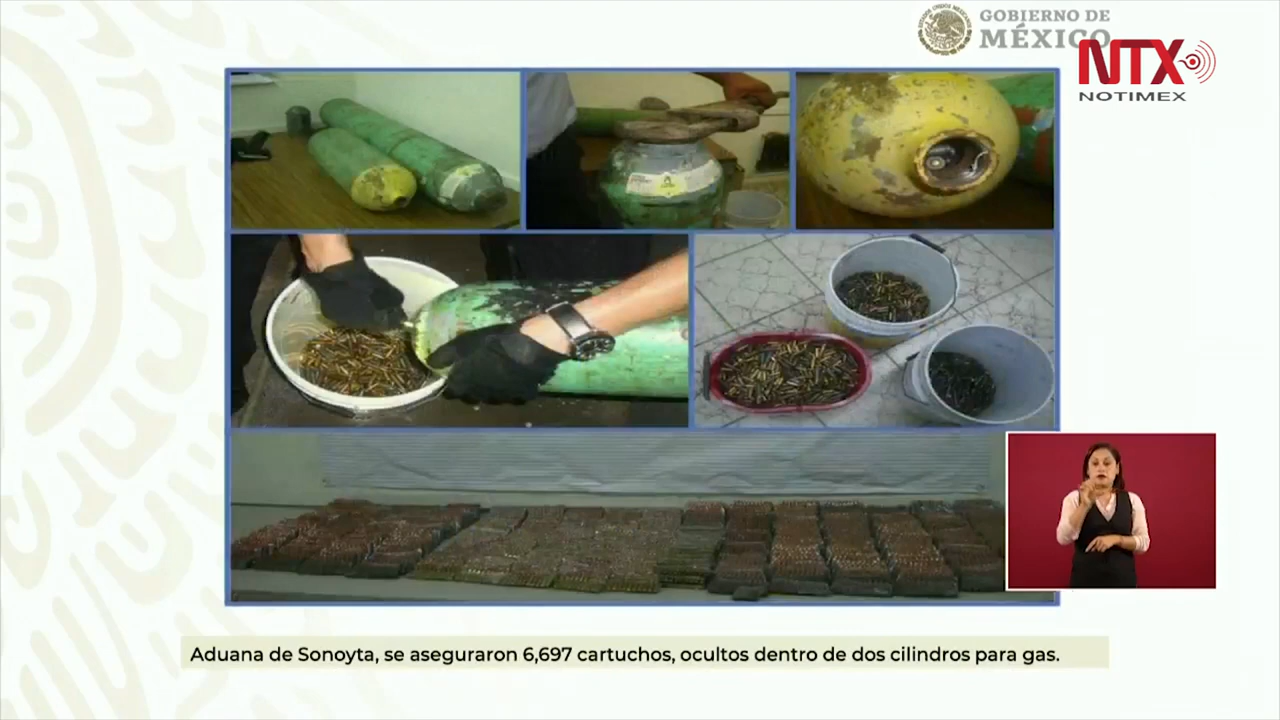 GOBIERNO DE
MÉXICO
NTX
NOTIMEX
Aduana de Sonoyta, se aseguraron 6,697 cartuchos, ocultos dentro de dos cilindros para gas.